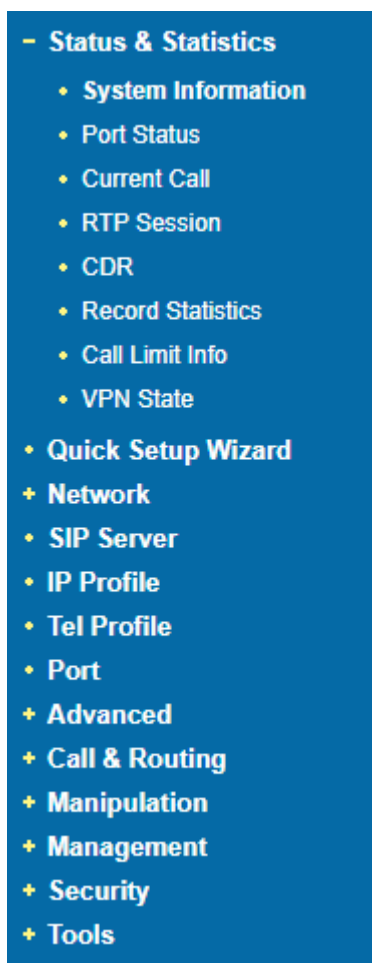 Status & Statistics
System Information
Port Status
Current Call
RTP Session
CDR
Record Statistics
Call Limit Info
VPN State
Quick Setup Wizard
Network
SIP Server
IP Profile
Tel Profile
Port
Advanced
Call & Routing
Manipulation
Management
Security
Tools